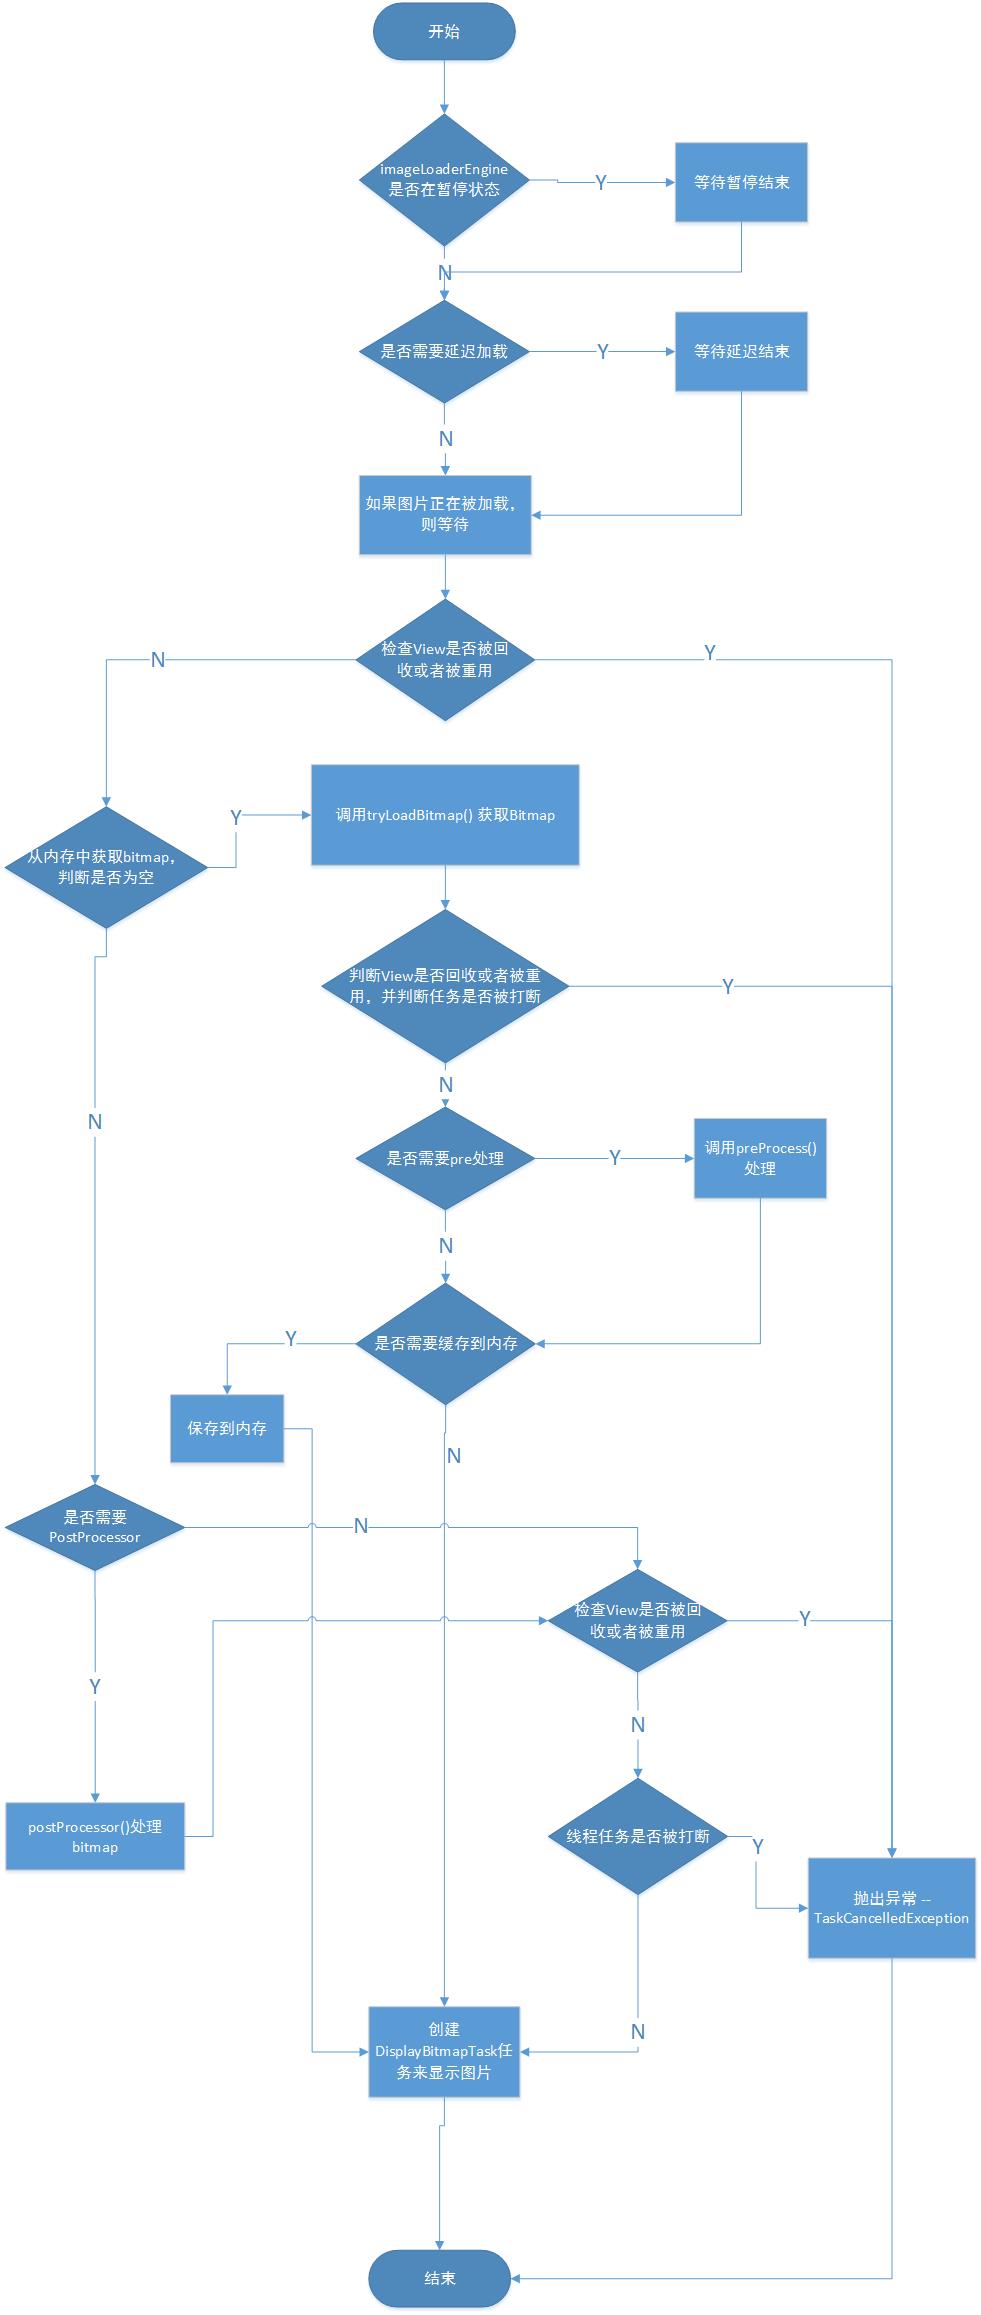 开始
imageLoaderEngine
是否在暂停状态
Y
等待暂停结束
N
是否需要延迟加载
Y
等待延迟结束
N
如果图片正在被加载，
则等待
检查View是否被回
收或者被重用
N
Y
从内存中获取bitmap，
判断是否为空
Y
调用tryLoadBitmap() 获取Bitmap
判断View是否回收或者被重
用，并判断任务是否被打断
Y
N
N
是否需要pre处理
Y
调用preProcess()
处理
N
是否需要缓存到内存
Y
保存到内存
N
是否需要
PostProcessor
N
检查View是否被回
收或者被重用
Y
Y
N
postProcessor()处理
bitmap
线程任务是否被打断
Y
抛出异常 --
TaskCancelledException
N
创建
DisplayBitmapTask任
务来显示图片
结束